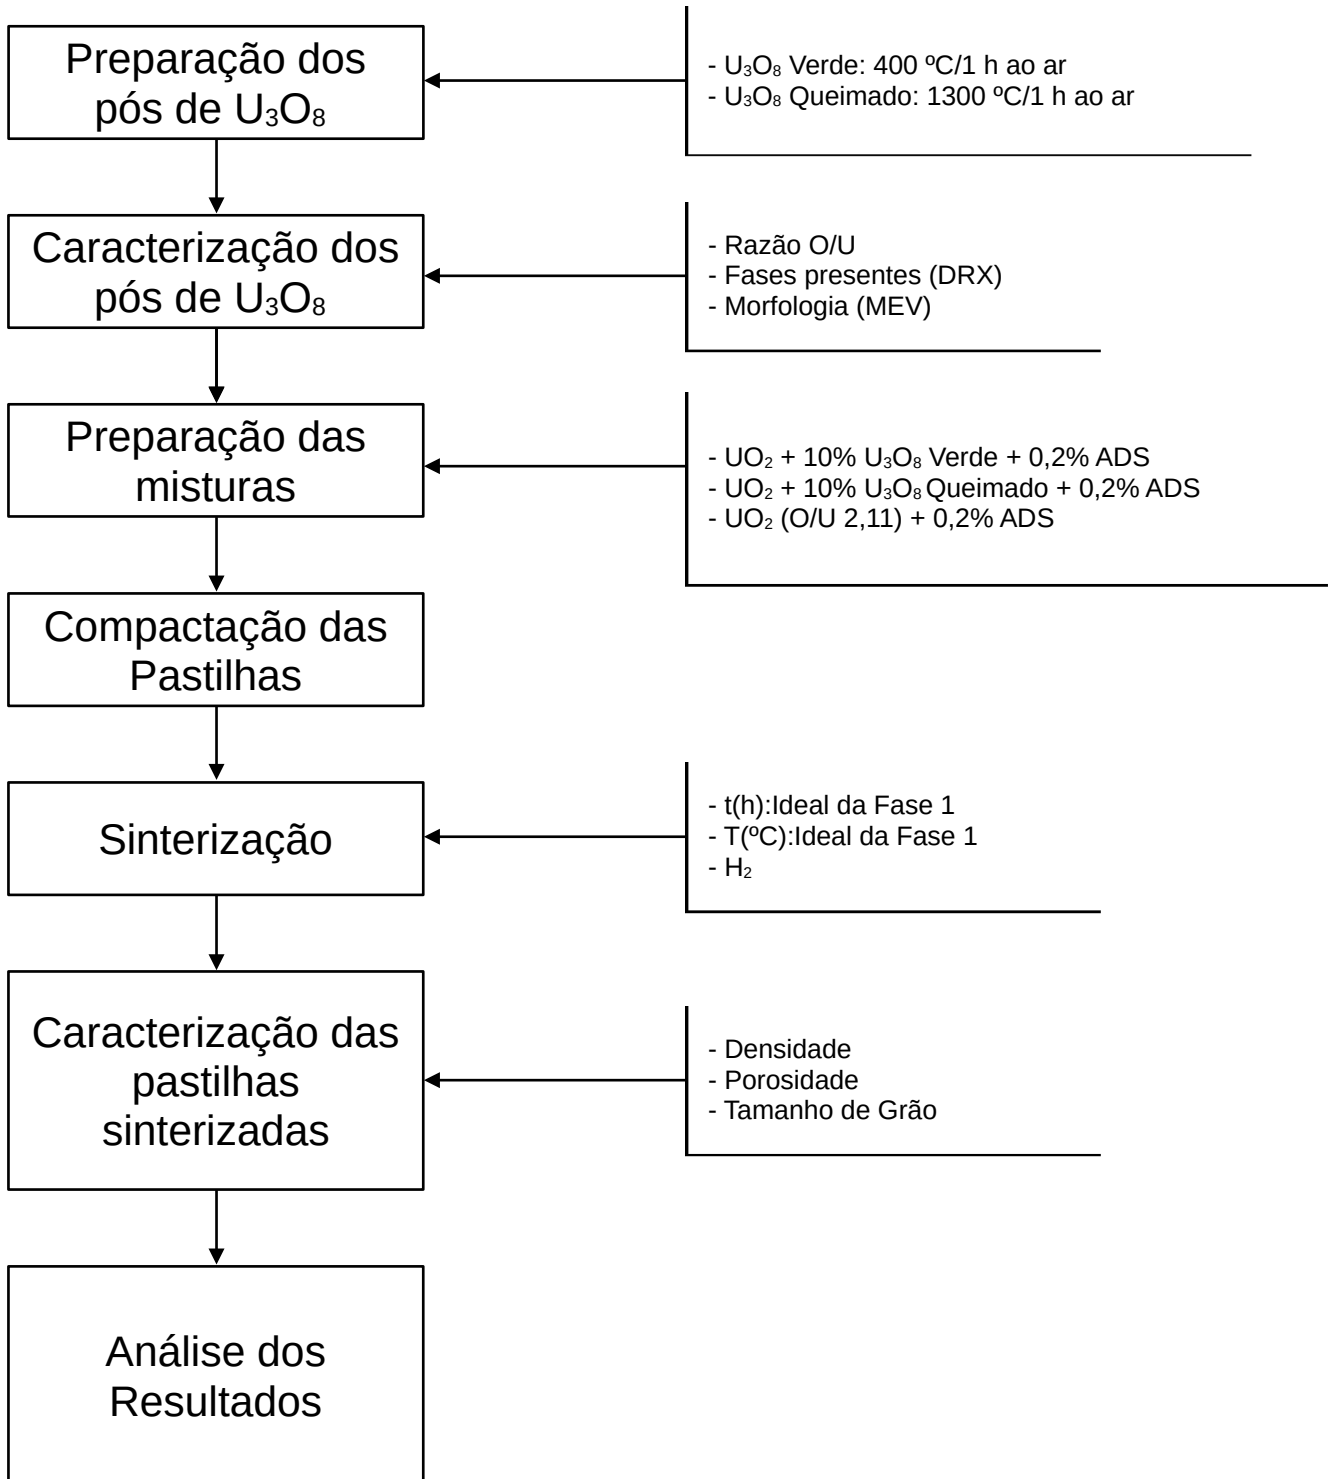 Preparação dos
pós de U₃O₈
- U₃O₈ Verde: 400 ºC/1 h ao ar
- U₃O₈ Queimado: 1300 ºC/1 h ao ar
Caracterização dos
pós de U₃O₈
- Razão O/U
- Fases presentes (DRX)
- Morfologia (MEV)
Preparação das
misturas
- UO₂ + 10% U₃O₈ Verde + 0,2% ADS
- UO₂ + 10% U₃O₈ Queimado + 0,2% ADS
- UO₂ (O/U 2,11) + 0,2% ADS
Compactação das
Pastilhas
Sinterização
- t(h):Ideal da Fase 1
- T(ºC):Ideal da Fase 1
- H₂
Caracterização das
pastilhas
sinterizadas
- Densidade
- Porosidade
- Tamanho de Grão
Análise dos
Resultados